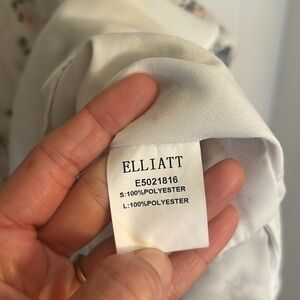 ELLIATT
E5021816
S:100%POLYESTER
L:100%POLYESTER